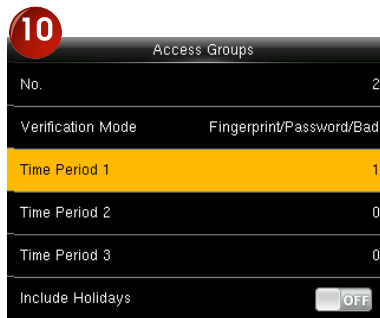 10
Access Groups
No. 2
Verification Mode Fingerprint/Password/Bad
Time Period 1 1
Time Period 2 0
Time Period 3 0
Include Holidays OFF